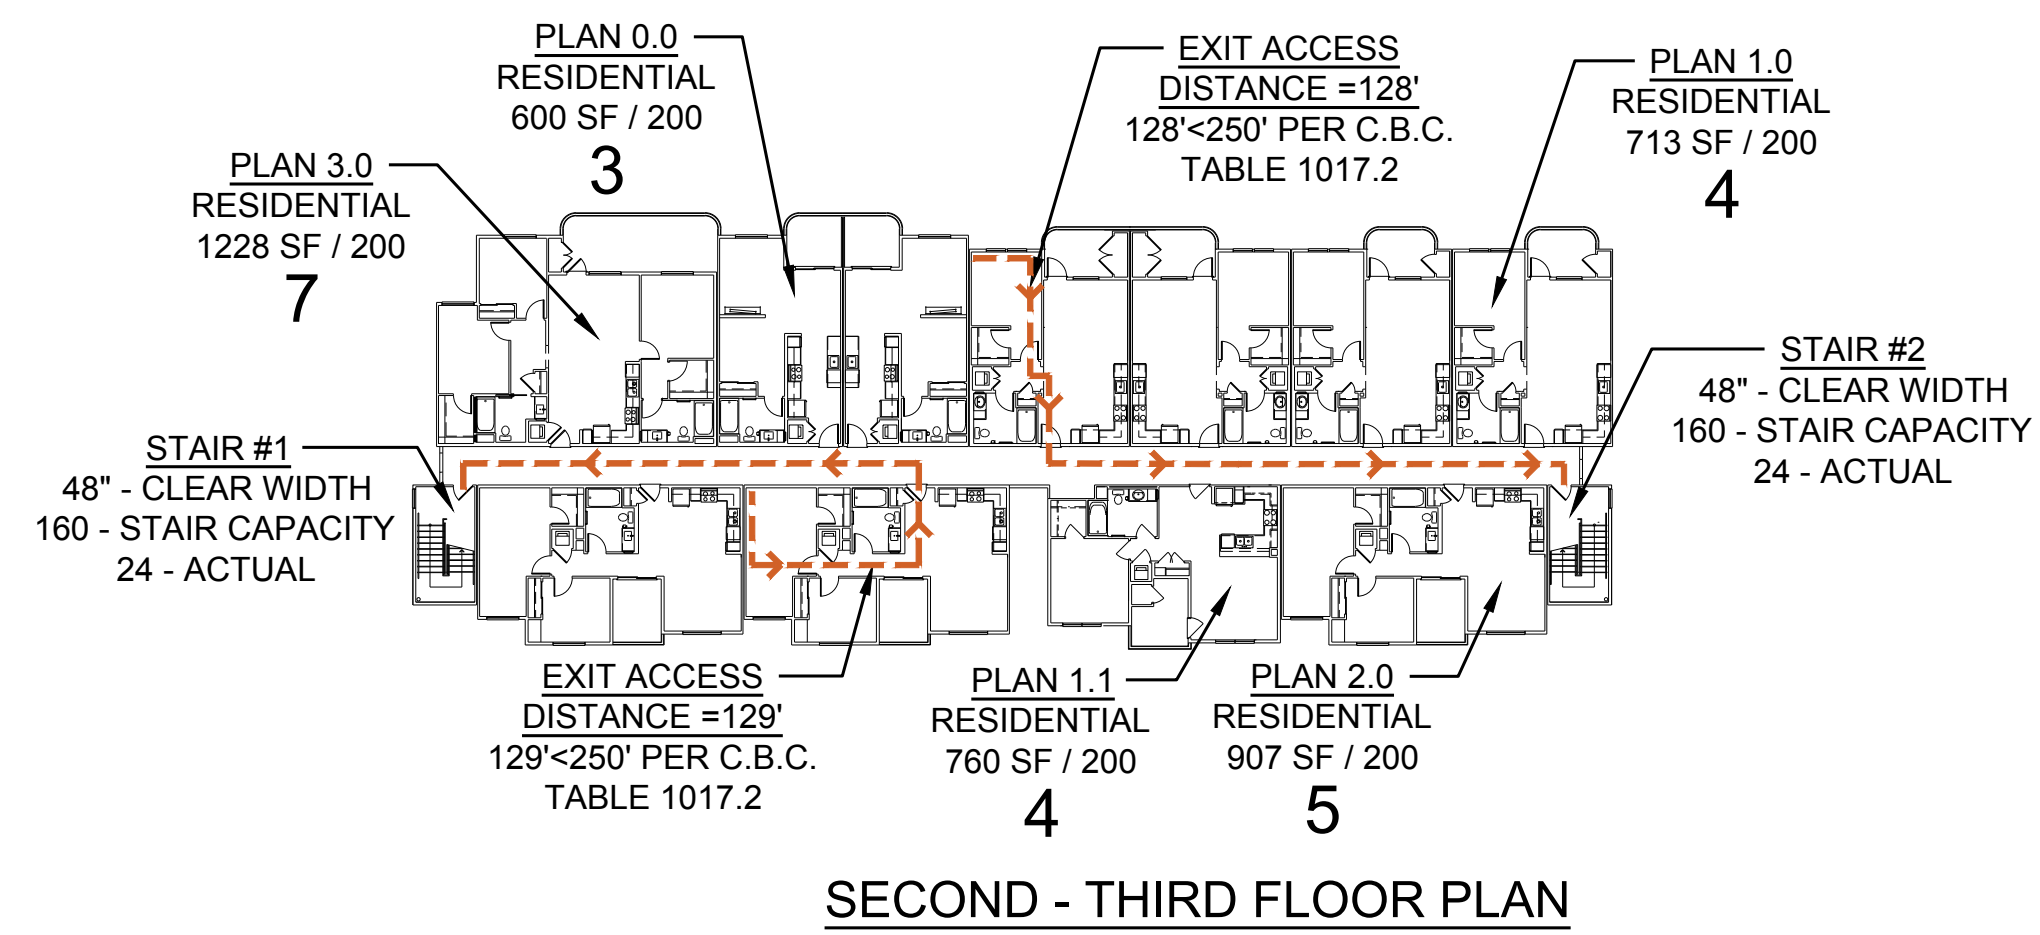 PLAN 0.0
RESIDENTIAL
600 SF / 200
3
EXIT ACCESS
DISTANCE =128'
128'<250' PER C.B.C.
TABLE 1017.2
PLAN 1.0
RESIDENTIAL
713 SF / 200
4
PLAN 3.0
RESIDENTIAL
1228 SF / 200
7
STAIR #2
48" - CLEAR WIDTH
160 - STAIR CAPACITY
24 - ACTUAL
STAIR #1
48" - CLEAR WIDTH
160 - STAIR CAPACITY
24 - ACTUAL
EXIT ACCESS
DISTANCE =129'
129'<250' PER C.B.C.
TABLE 1017.2
PLAN 1.1
RESIDENTIAL
760 SF / 200
4
PLAN 2.0
RESIDENTIAL
907 SF / 200
5
SECOND - THIRD FLOOR PLAN